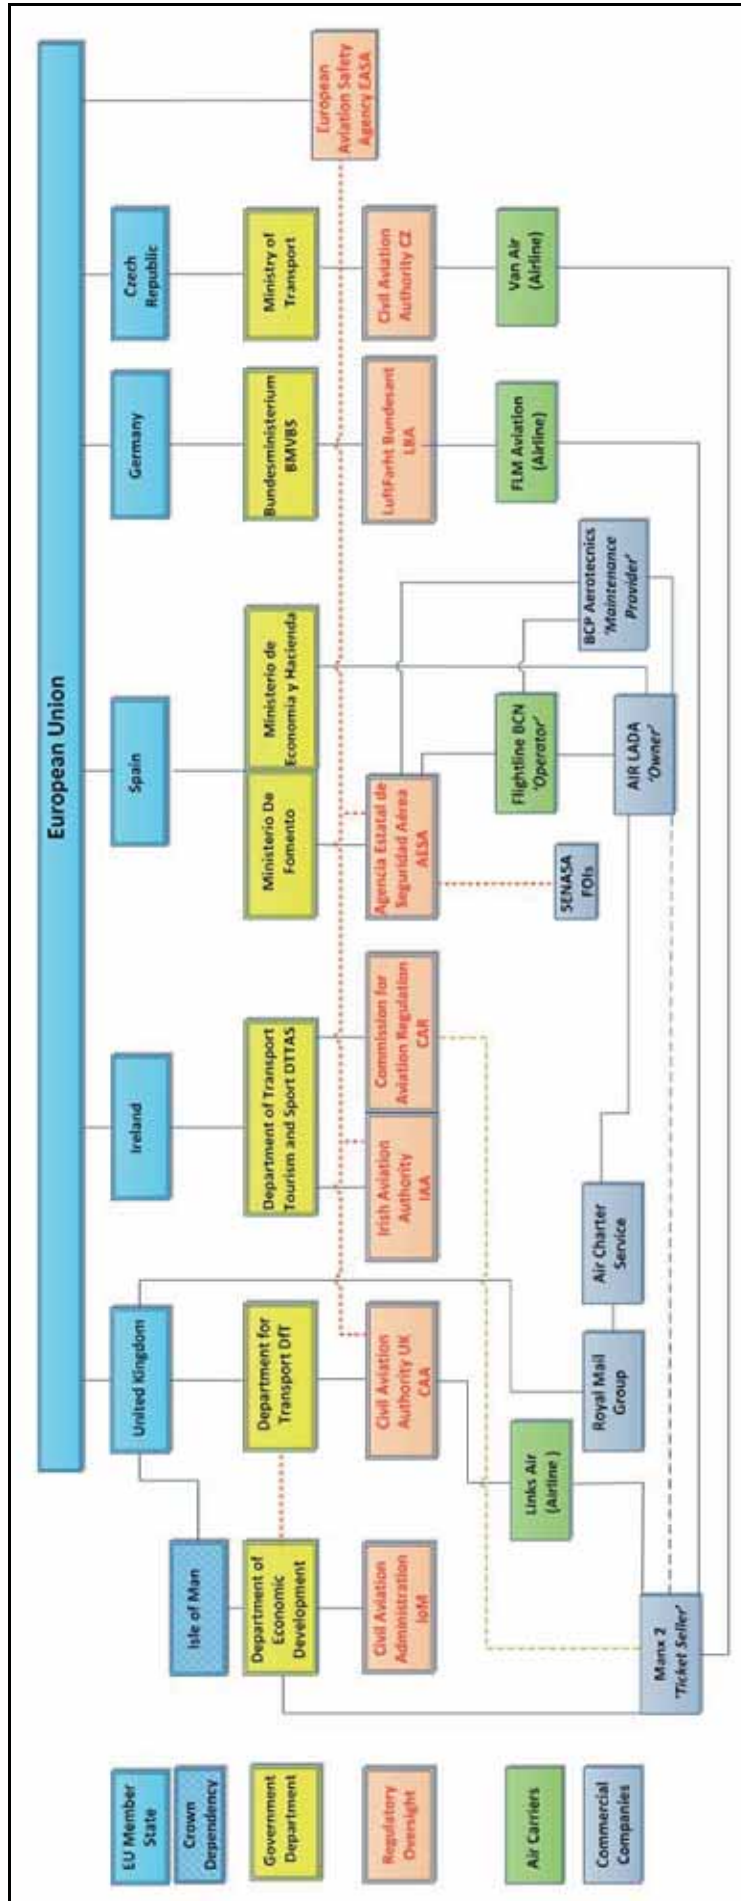 European Union
Isle of Man
United Kingdom
Ireland
Spain
Germany
Czech
Republic
Department of
Economic
Development
Department for
Transport DfT
Department of Transport
Tourism and Sport DTTAS
Ministerio De
Fomento
Ministerio de
Economia y Hacienda
Bundesministerium
BMVBS
Ministry of
Transport
European
Aviation Safety
Agency EASA
Civil Aviation
Administration
IoM
Civil Aviation
Authority UK
CAA
Irish Aviation
Authority
IAA
Commission for
Aviation Regulation
CAR
Agencia Estatal de
Seguridad Aérea
AESA
LuftFarht Bundesant
LBA
Civil Aviation
Authority CZ
Links Air
(Airline )
Flightline BCN
'Operator'
FLM Aviation
(Airline)
Van Air
(Airline)
SENASA
FOIs
Royal Mail
Group
Air Charter
Service
BCP Aerotecnics
'Maintenance
Provider'
AIR LADA
'Owner'
Manx 2
'Ticket Seller'
EU Member
State
Crown
Dependency
Government
Department
Regulatory
Oversight
Air Carriers
Commercial
Companies